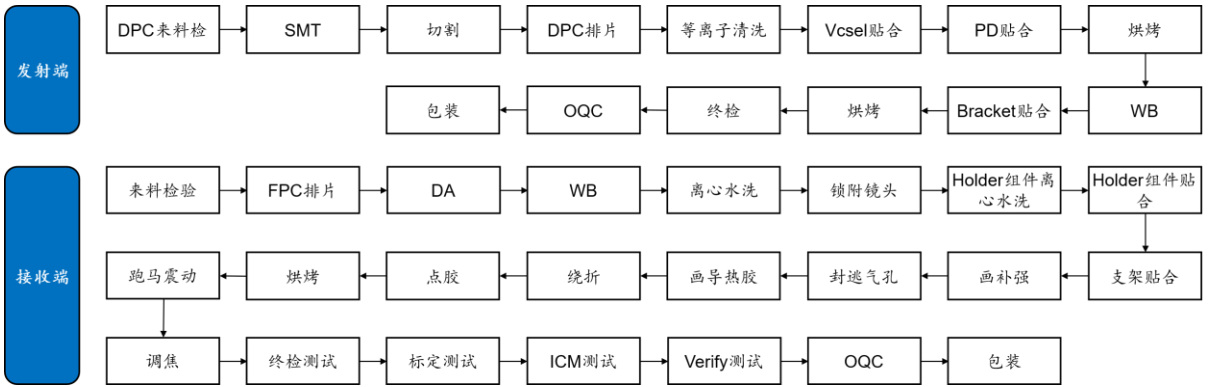 发射端
DPC来料检
SMT
切割
DPC排片
等离子清洗
Vcsel贴合
PD贴合
烘烤
包装
OQC
终检
烘烤
Bracket贴合
WB
接收端
来料检验
FPC排片
DA
WB
离心水洗
锁附镜头
Holder组件离
心水洗
Holder组件贴
合
跑马震动
烘烤
点胶
绕折
画导热胶
封逃气孔
画补强
支架贴合
调焦
终检测试
标定测试
ICM测试
Verify测试
OQC
包装